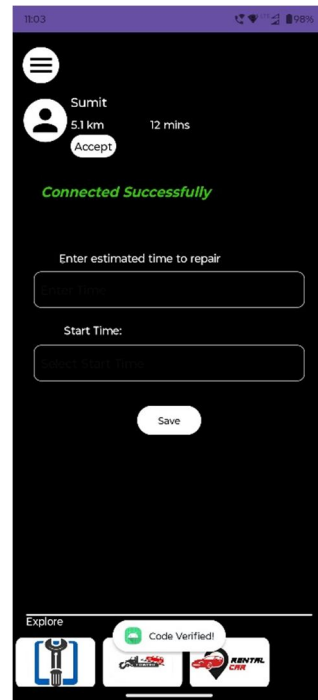 11:03
98%
Sumit
5.1 km 12 mins
Accept
Connected Successfully
Enter estimated time to repair
Enter Time
Start Time:
Select Start Time
Save
Explore
Code Verified!
RENTAL
CAR